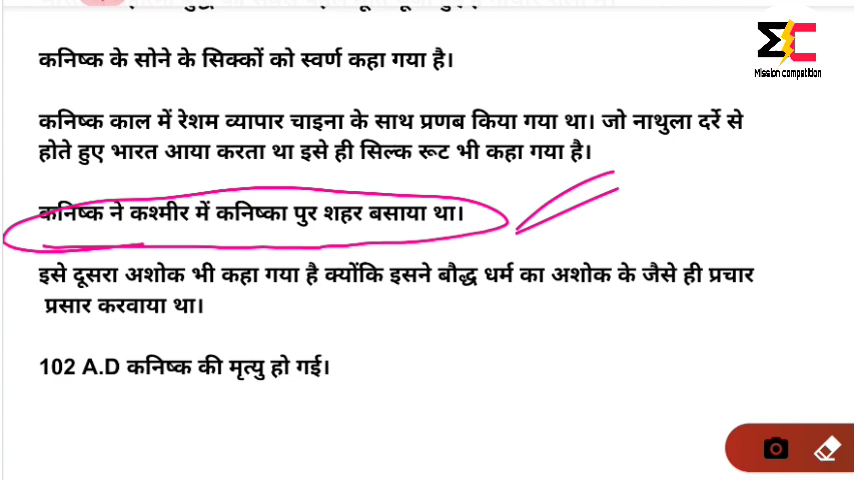 कनिष्क के सोने के सिक्कों को स्वर्ण कहा गया है।
Mission compatition
कनिष्क काल में रेशम व्यापार चाइना के साथ प्रणब किया गया था। जो नाथुला दर्रे से
होते हुए भारत आया करता था इसे ही सिल्क रूट भी कहा गया है।
कनिष्क ने कश्मीर में कनिष्का पुर शहर बसाया था।
इसे दूसरा अशोक भी कहा गया है क्योंकि इसने बौद्ध धर्म का अशोक के जैसे ही प्रचार
प्रसार करवाया था।
102 A.D कनिष्क की मृत्यु हो गई।